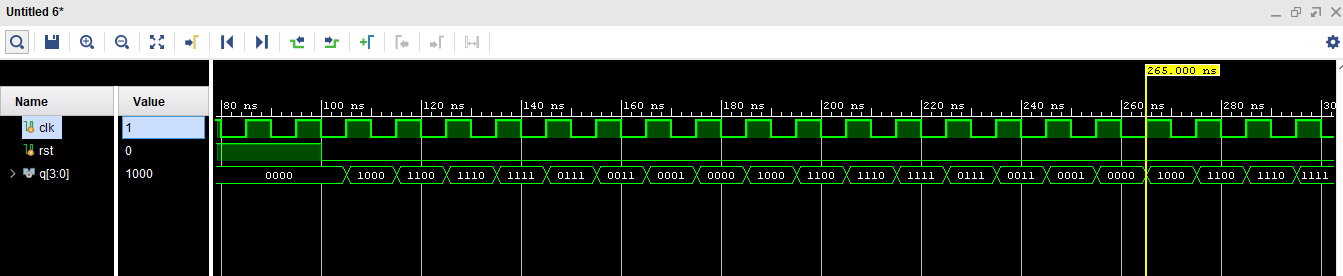 Untitled 6*
Name Value
265.000 ns
80 ns 100 ns 120 ns 140 ns 160 ns 180 ns 200 ns 220 ns 240 ns 260 ns 280 ns 30
clk 1
rst 0
q[3:0] 1000 0000 1000 1100 1110 1111 0111 0011 0001 0000 1000 1100 1110 1111 0111 0011 0001 0000 1000 1100 1110 1111